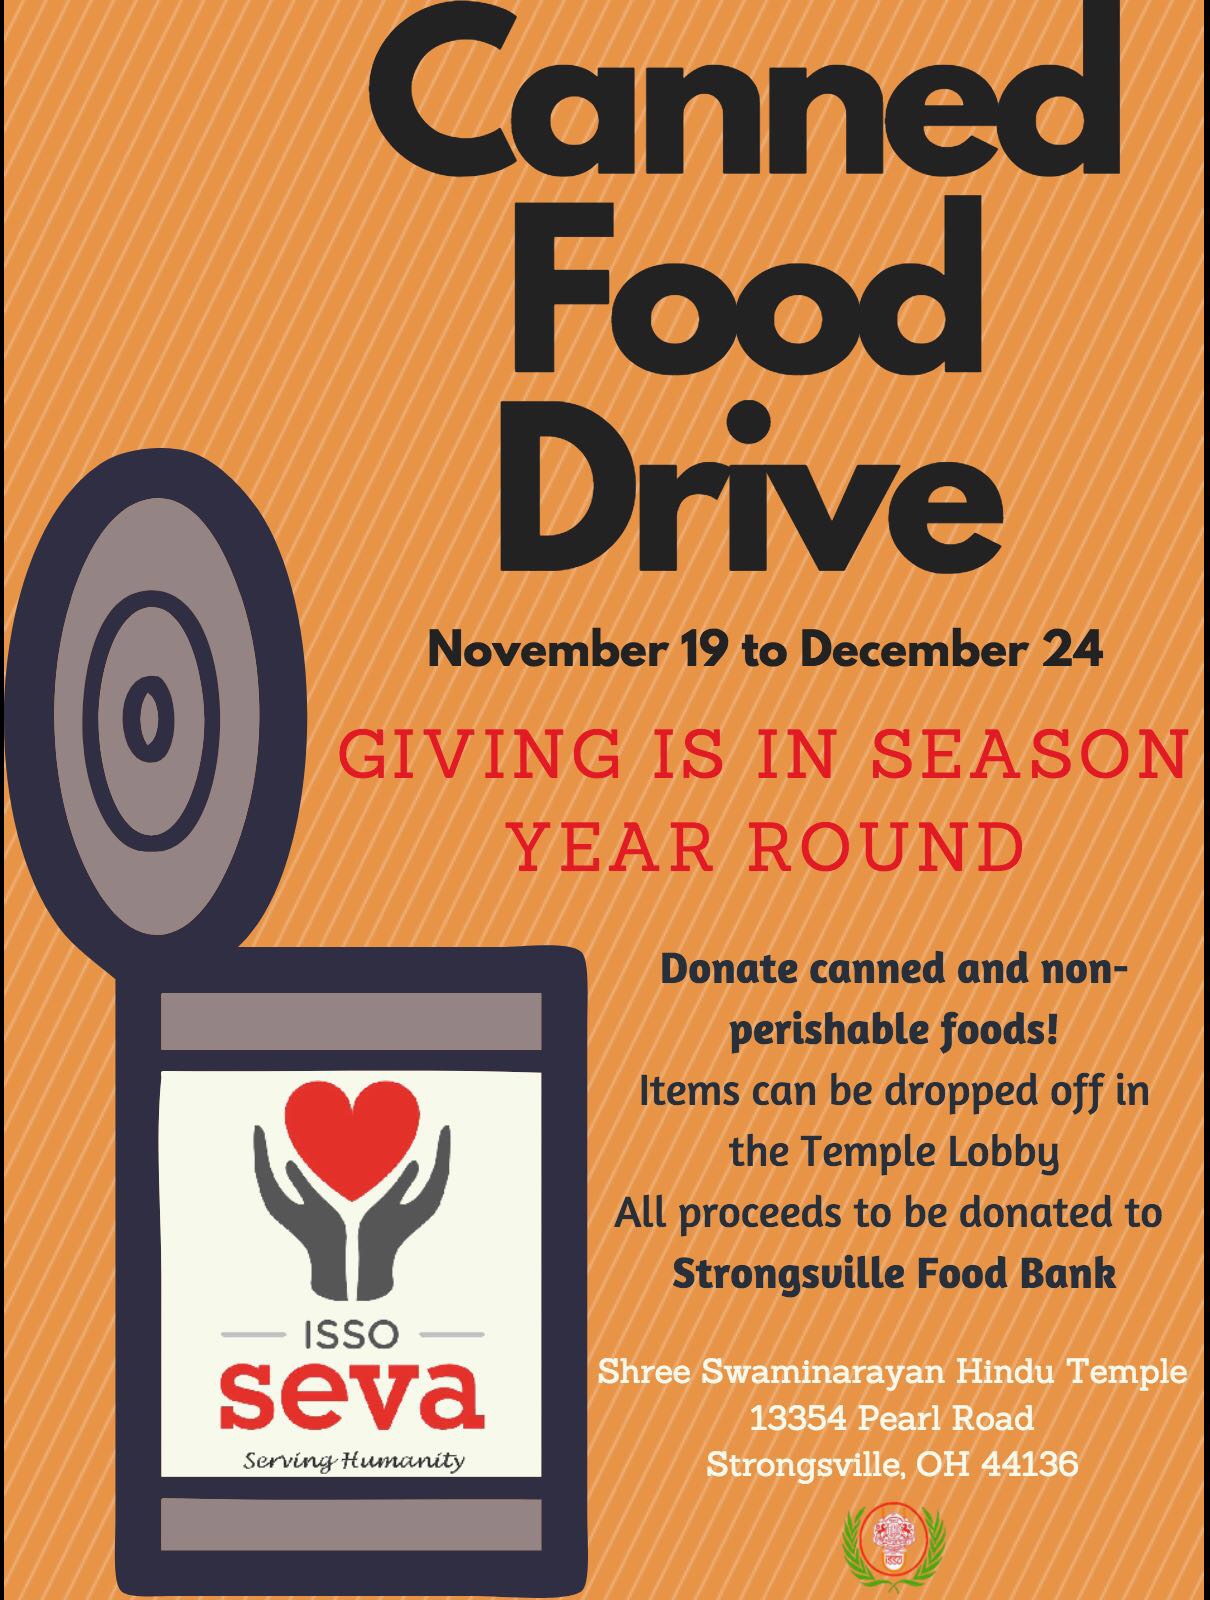 Canned
Food
Drive
November 19 to December 24
GIVING IS IN SEASON
YEAR ROUND
Donate canned and non-
perishable foods!
Items can be dropped off in
the Temple Lobby
All proceeds to be donated to
Strongsville Food Bank
ISSO
seva
Serving Humanity
Shree Swaminarayan Hindu Temple
13354 Pearl Road
Strongsville, OH 44136
ISSO